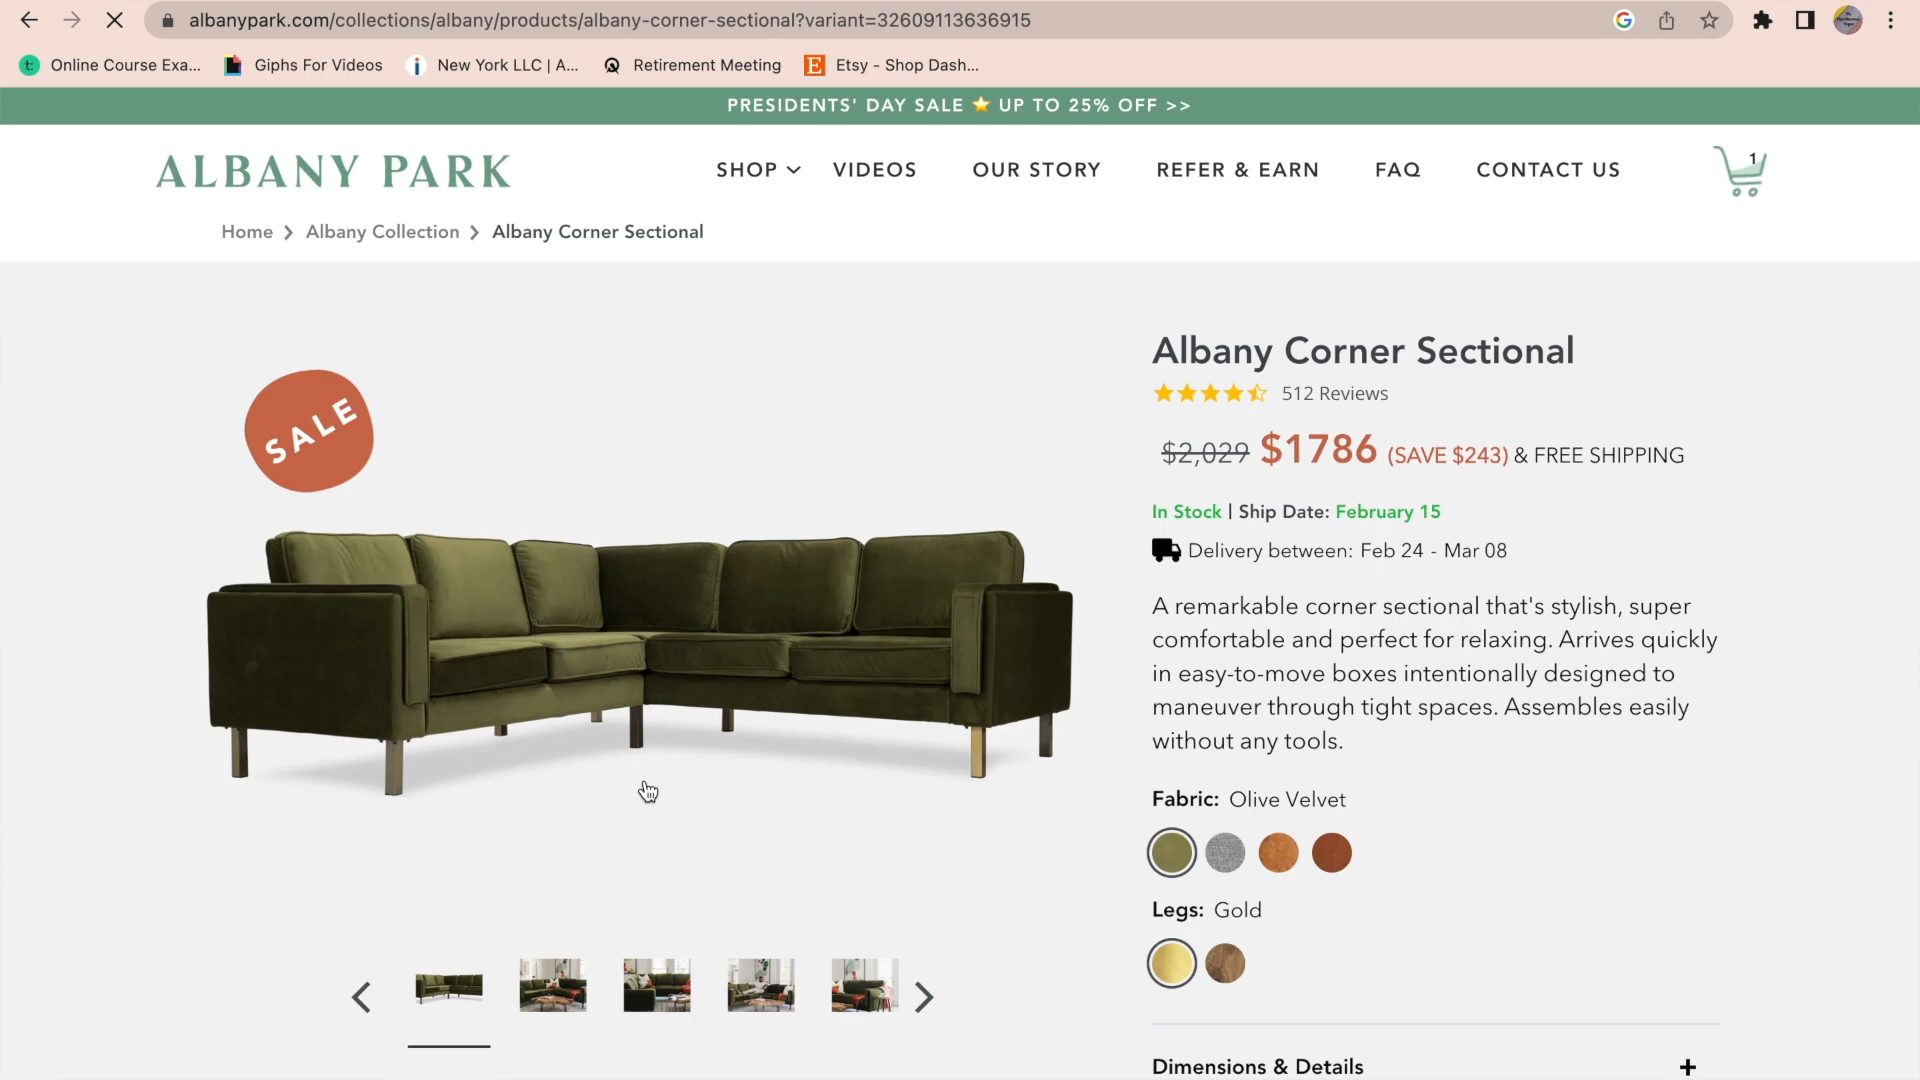 albanypark.com/collections/albany/products/albany-corner-sectional?variant=32609113636915
t: Online Course Exa... Giphs For Videos New York LLC | A... Retirement Meeting E Etsy - Shop Dash...
PRESIDENTS' DAY SALE ⭐ UP TO 25% OFF >>
ALBANY PARK SHOP VIDEOS OUR STORY REFER & EARN FAQ CONTACT US 1
Home > Albany Collection > Albany Corner Sectional
SALE
Albany Corner Sectional
512 Reviews
$2,029 $1786 (SAVE $243) & FREE SHIPPING
In Stock | Ship Date: February 15
Delivery between: Feb 24 - Mar 08
A remarkable corner sectional that's stylish, super
comfortable and perfect for relaxing. Arrives quickly
in easy-to-move boxes intentionally designed to
maneuver through tight spaces. Assembles easily
without any tools.
Fabric: Olive Velvet
Legs: Gold
Dimensions & Details +